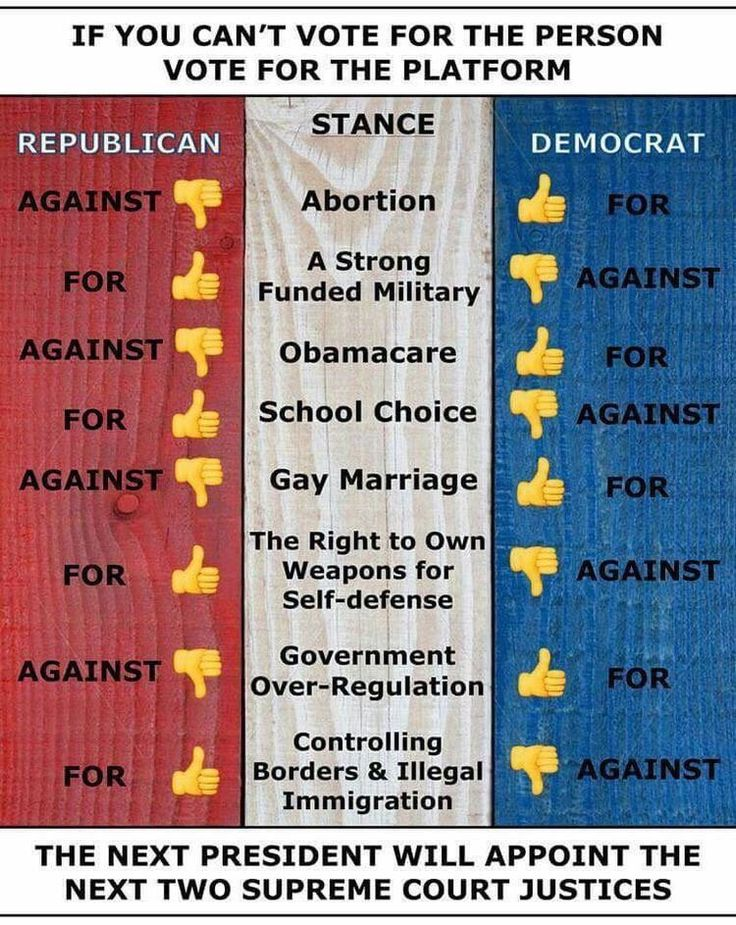 IF YOU CAN'T VOTE FOR THE PERSON
VOTE FOR THE PLATFORM
REPUBLICAN STANCE DEMOCRAT
AGAINST Abortion FOR
FOR A Strong
Funded Military AGAINST
AGAINST Obamacare FOR
FOR School Choice AGAINST
AGAINST Gay Marriage FOR
The Right to Own
FOR Weapons for AGAINST
Self-defense
Government
AGAINST Over-Regulation FOR
Controlling
FOR Borders & Illegal AGAINST
Immigration
THE NEXT PRESIDENT WILL APPOINT THE
NEXT TWO SUPREME COURT JUSTICES